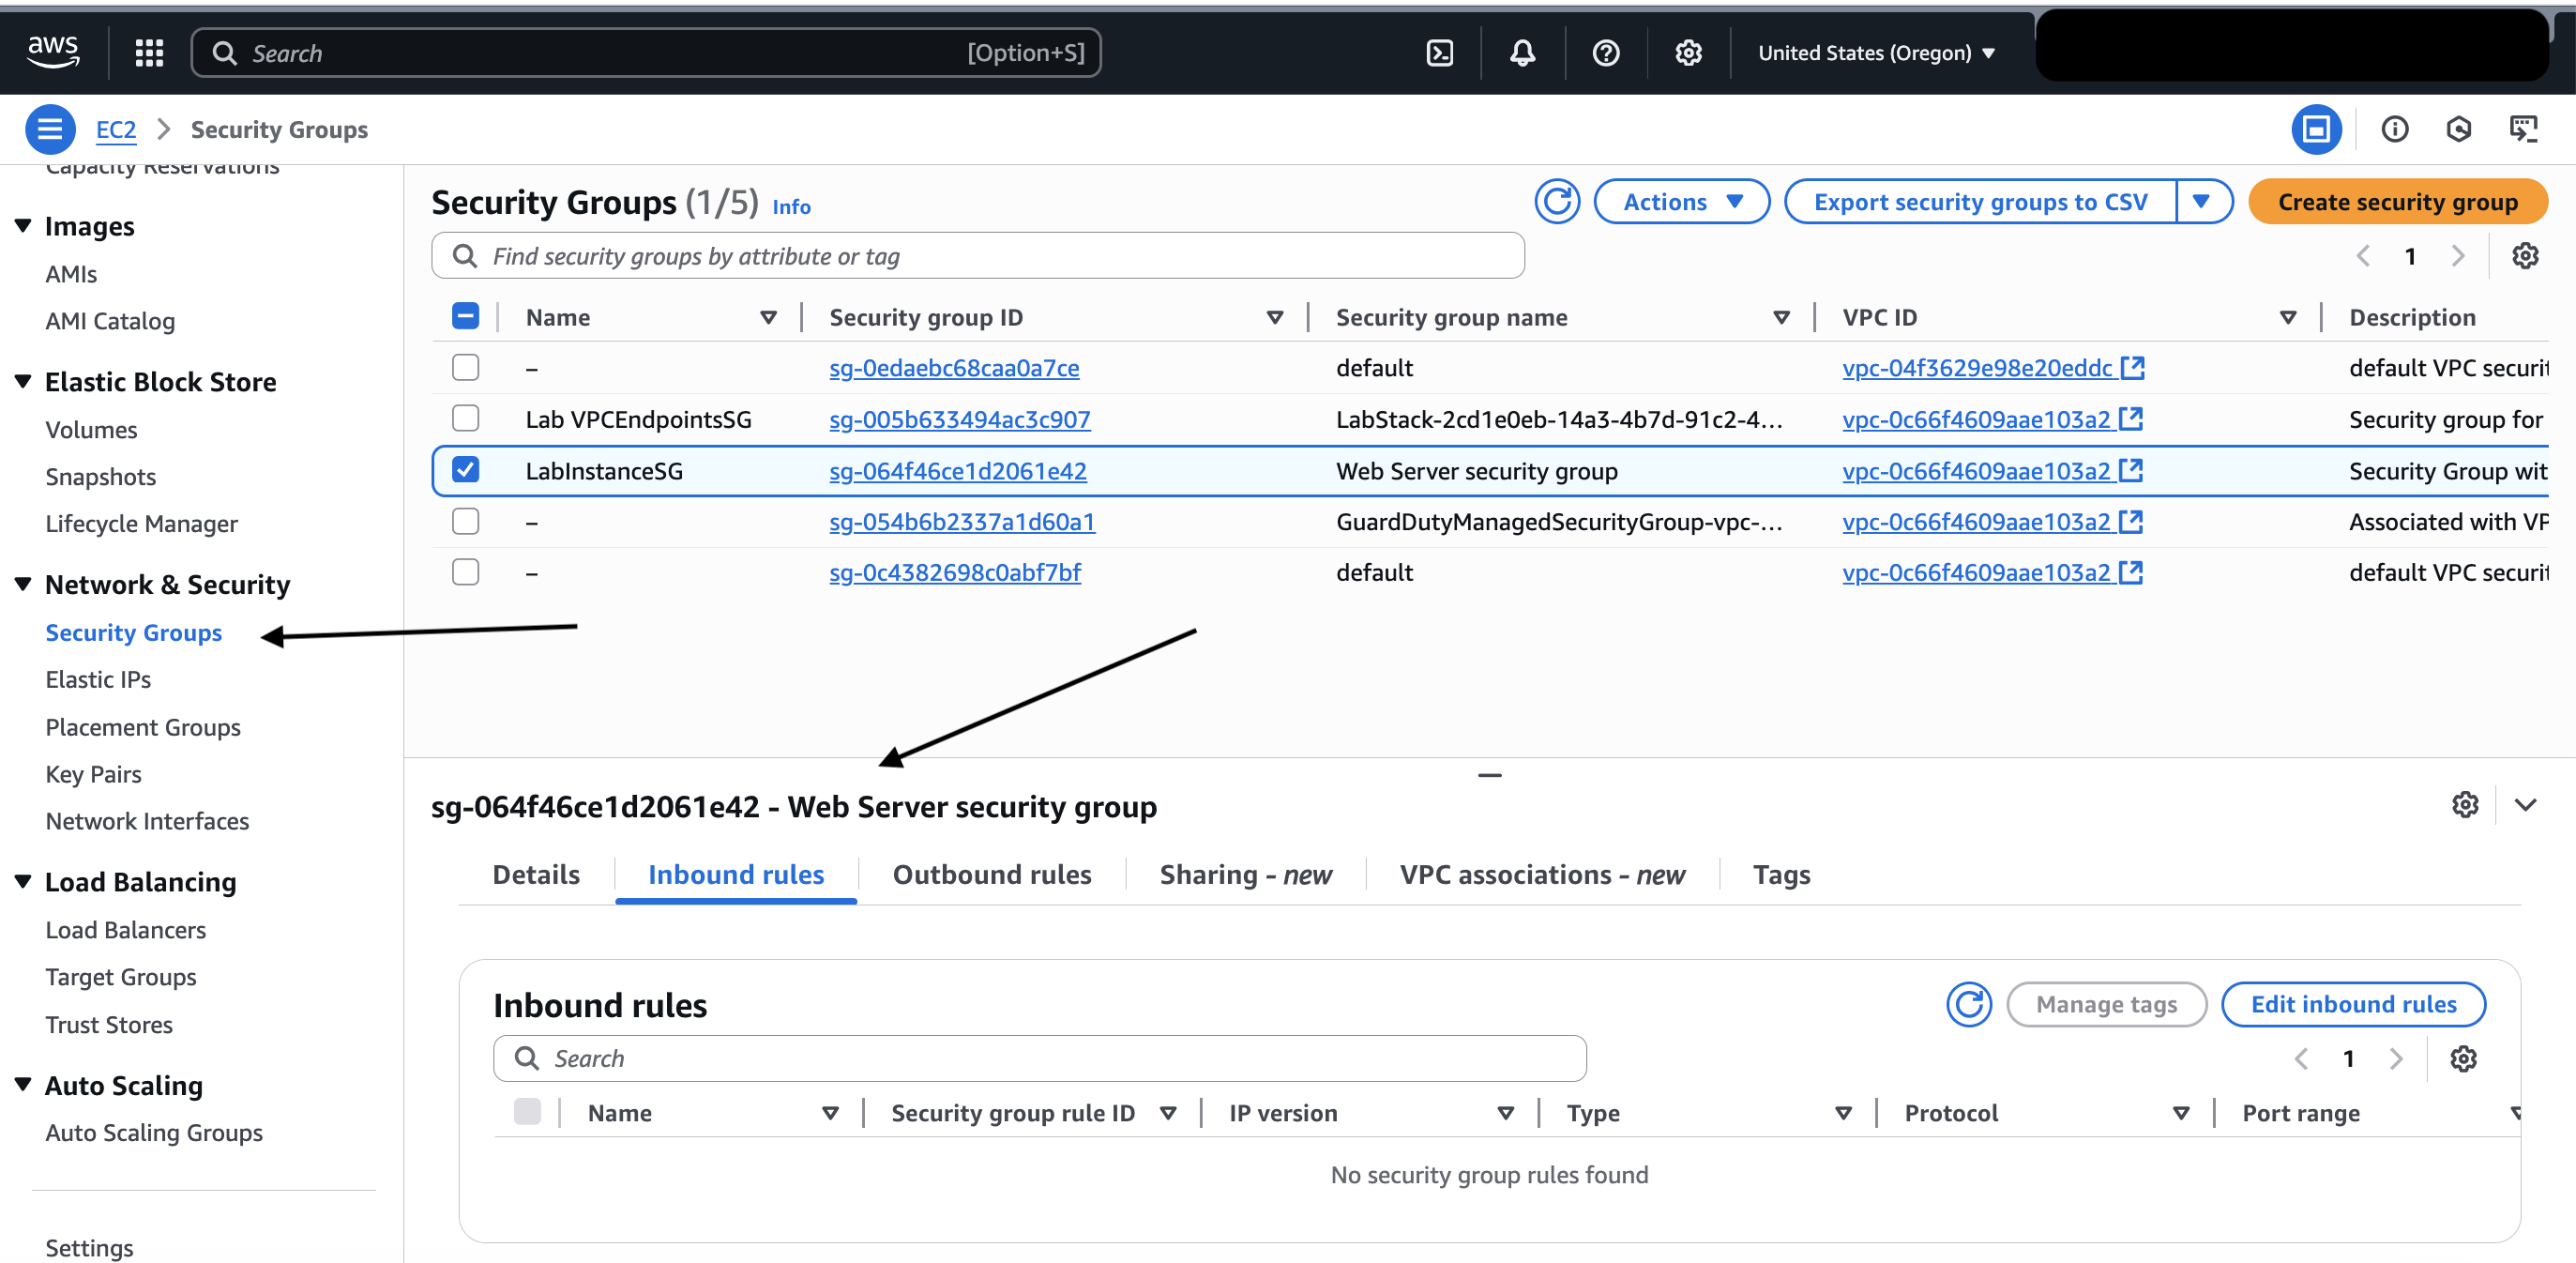 aws
Search [Option+S]
United States (Oregon)
EC2 Security Groups
Capacity Reservations
Images
AMIs
AMI Catalog
Elastic Block Store
Volumes
Snapshots
Lifecycle Manager
Network & Security
Security Groups
Elastic IPs
Placement Groups
Key Pairs
Network Interfaces
Load Balancing
Load Balancers
Target Groups
Trust Stores
Auto Scaling
Auto Scaling Groups
Settings
Security Groups (1/5) Info
Actions
Export security groups to CSV
Create security group
Find security groups by attribute or tag
1
Name Security group ID Security group name VPC ID Description
– sg-0edaebc68caa0a7ce default vpc-04f3629e98e20eddc default VPC securit
Lab VPCEndpointsSG sg-005b633494ac3c907 LabStack-2cd1e0eb-14a3-4b7d-91c2-4... vpc-0c66f4609aae103a2 Security group for
LabInstanceSG sg-064f46ce1d2061e42 Web Server security group vpc-0c66f4609aae103a2 Security Group wit
– sg-054b6b2337a1d60a1 GuardDutyManagedSecurityGroup-vpc-... vpc-0c66f4609aae103a2 Associated with VP
– sg-0c4382698c0abf7bf default vpc-0c66f4609aae103a2 default VPC securit
sg-064f46ce1d2061e42 - Web Server security group
Details Inbound rules Outbound rules Sharing - new VPC associations - new Tags
Inbound rules
Manage tags
Edit inbound rules
Search
1
Name Security group rule ID IP version Type Protocol Port range
No security group rules found